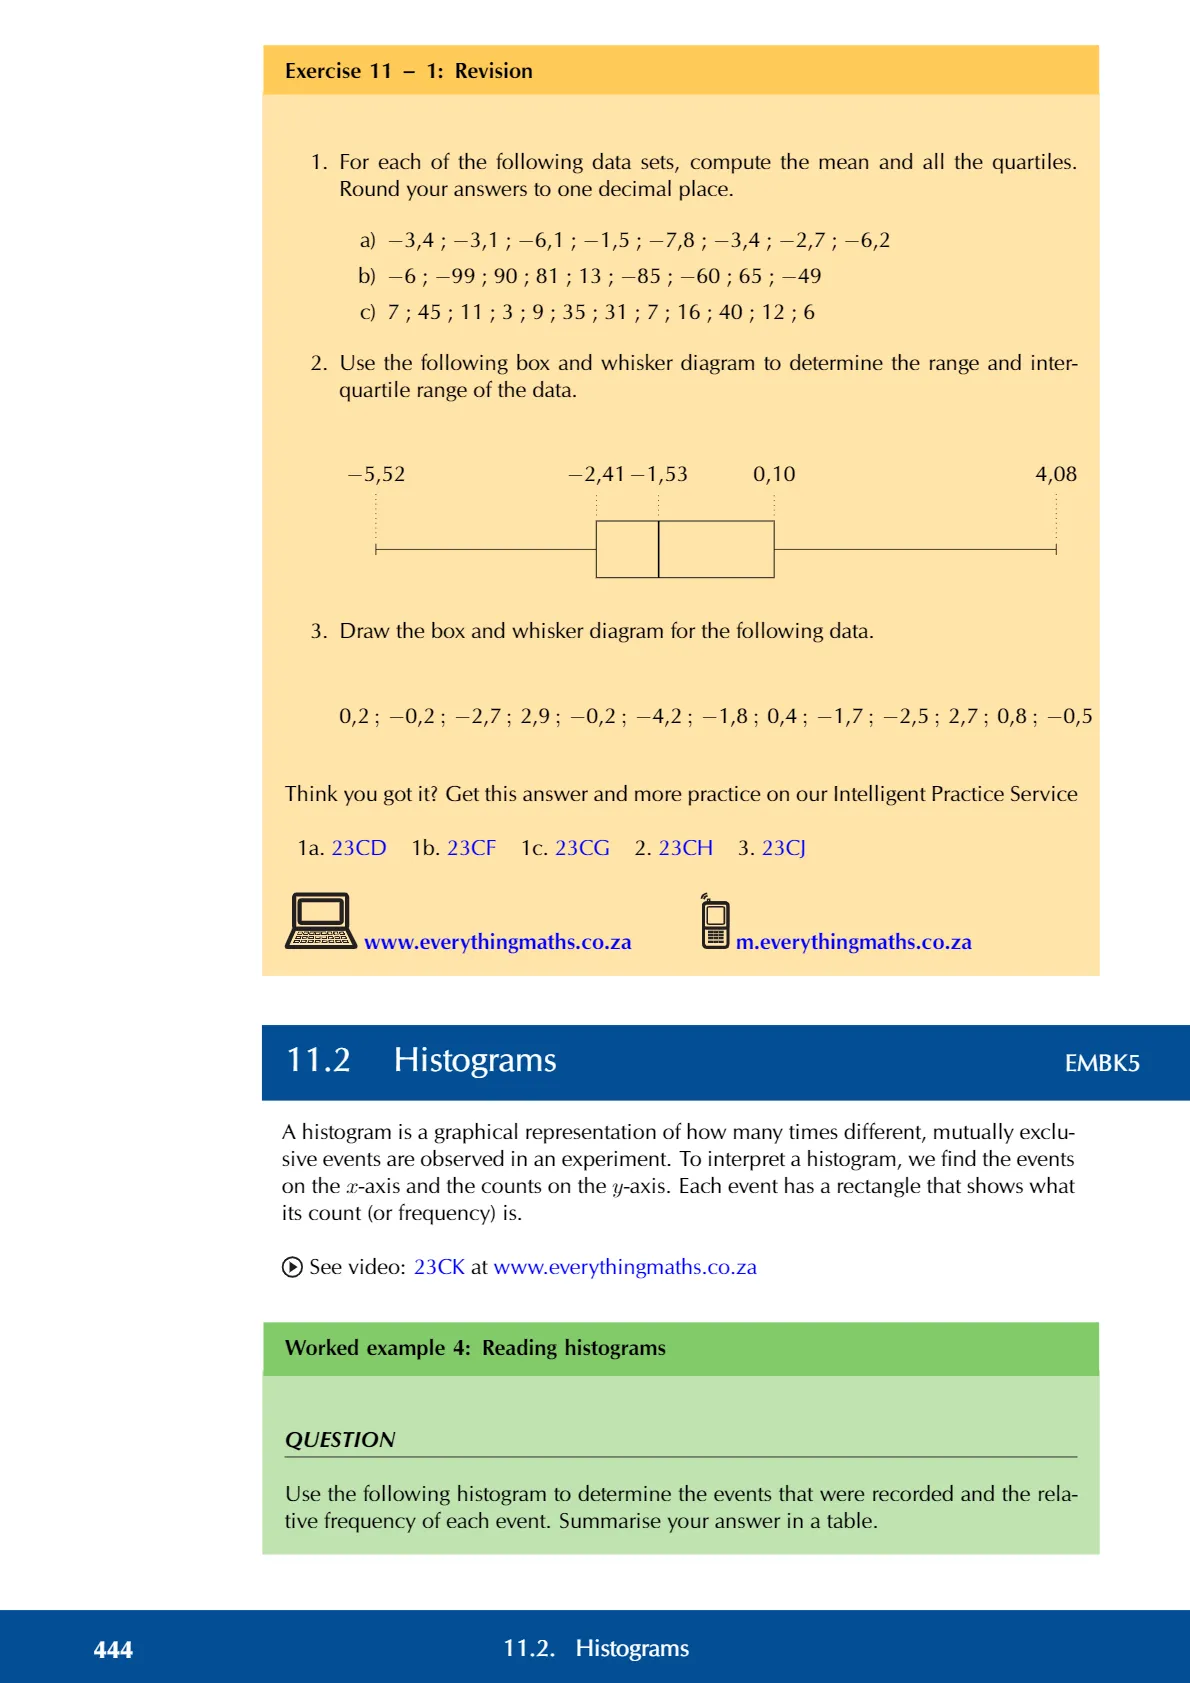 Exercise 11 – 1: Revision
1. For each of the following data sets, compute the mean and all the quartiles.
Round your answers to one decimal place.
a) −3,4 ; −3,1 ; −6,1 ; −1,5 ; −7,8 ; −3,4 ; −2,7 ; −6,2
b) −6 ; −99 ; 90 ; 81 ; 13 ; −85 ; −60 ; 65 ; −49
c) 7 ; 45 ; 11 ; 3 ; 9 ; 35 ; 31 ; 7 ; 16 ; 40 ; 12 ; 6
2. Use the following box and whisker diagram to determine the range and inter-
quartile range of the data.
−5,52 −2,41 −1,53 0,10 4,08
3. Draw the box and whisker diagram for the following data.
0,2 ; −0,2 ; −2,7 ; 2,9 ; −0,2 ; −4,2 ; −1,8 ; 0,4 ; −1,7 ; −2,5 ; 2,7 ; 0,8 ; −0,5
Think you got it? Get this answer and more practice on our Intelligent Practice Service
1a. 23CD 1b. 23CF 1c. 23CG 2. 23CH 3. 23CJ
www.everythingmaths.co.za m.everythingmaths.co.za
11.2 Histograms EMBK5
A histogram is a graphical representation of how many times different, mutually exclu-
sive events are observed in an experiment. To interpret a histogram, we find the events
on the x-axis and the counts on the y-axis. Each event has a rectangle that shows what
its count (or frequency) is.
See video: 23CK at www.everythingmaths.co.za
Worked example 4: Reading histograms
QUESTION
Use the following histogram to determine the events that were recorded and the rela-
tive frequency of each event. Summarise your answer in a table.
444 11.2. Histograms